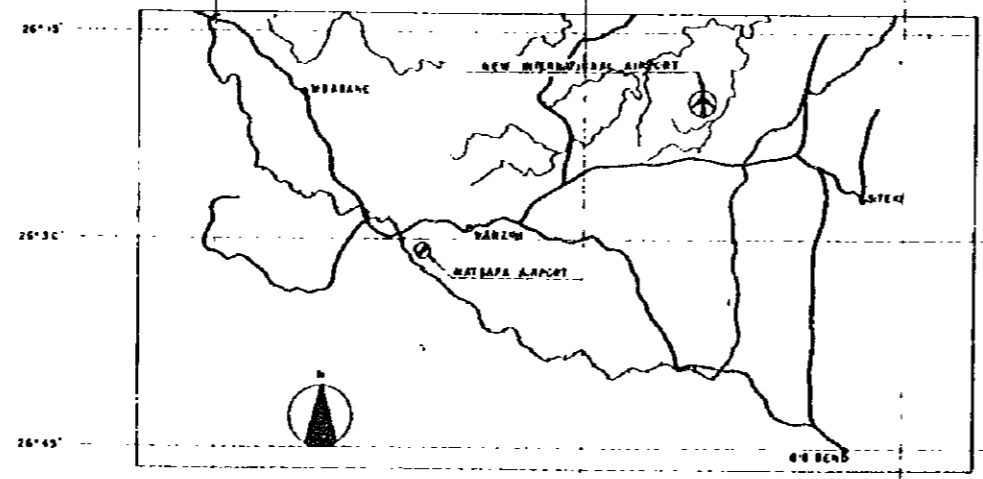 26°15'
NEW INTERNATIONAL AIRPORT
MBABANE
SITEKI
26°30'
MANZINI
MATSAPA AIRPORT
N
26°45'
BIG BEND